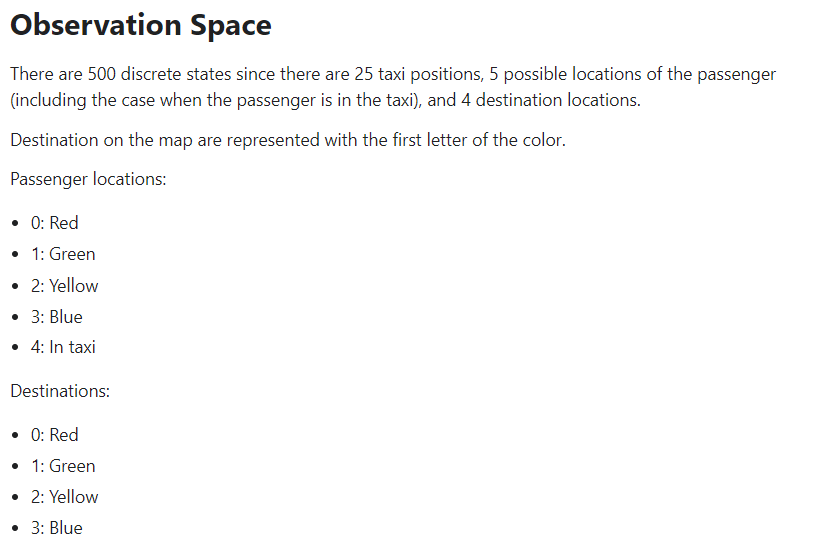 Observation Space
There are 500 discrete states since there are 25 taxi positions, 5 possible locations of the passenger
(including the case when the passenger is in the taxi), and 4 destination locations.
Destination on the map are represented with the first letter of the color.
Passenger locations:
• 0: Red
• 1: Green
• 2: Yellow
• 3: Blue
• 4: In taxi
Destinations:
• 0: Red
• 1: Green
• 2: Yellow
• 3: Blue